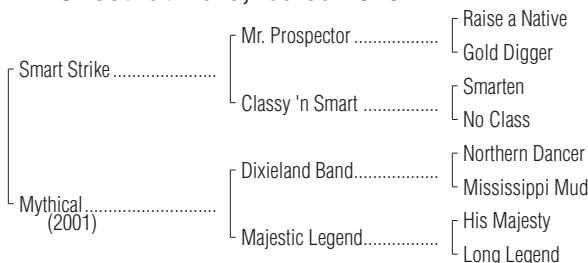 Raise a Native
Mr. Prospector ..................
Gold Digger
Smart Strike ......................
Smarten
Classy 'n Smart ................
No Class
Northern Dancer
Dixieland Band..................
Mississippi Mud
Mythical............................
(2001)
His Majesty
Majestic Legend................
Long Legend